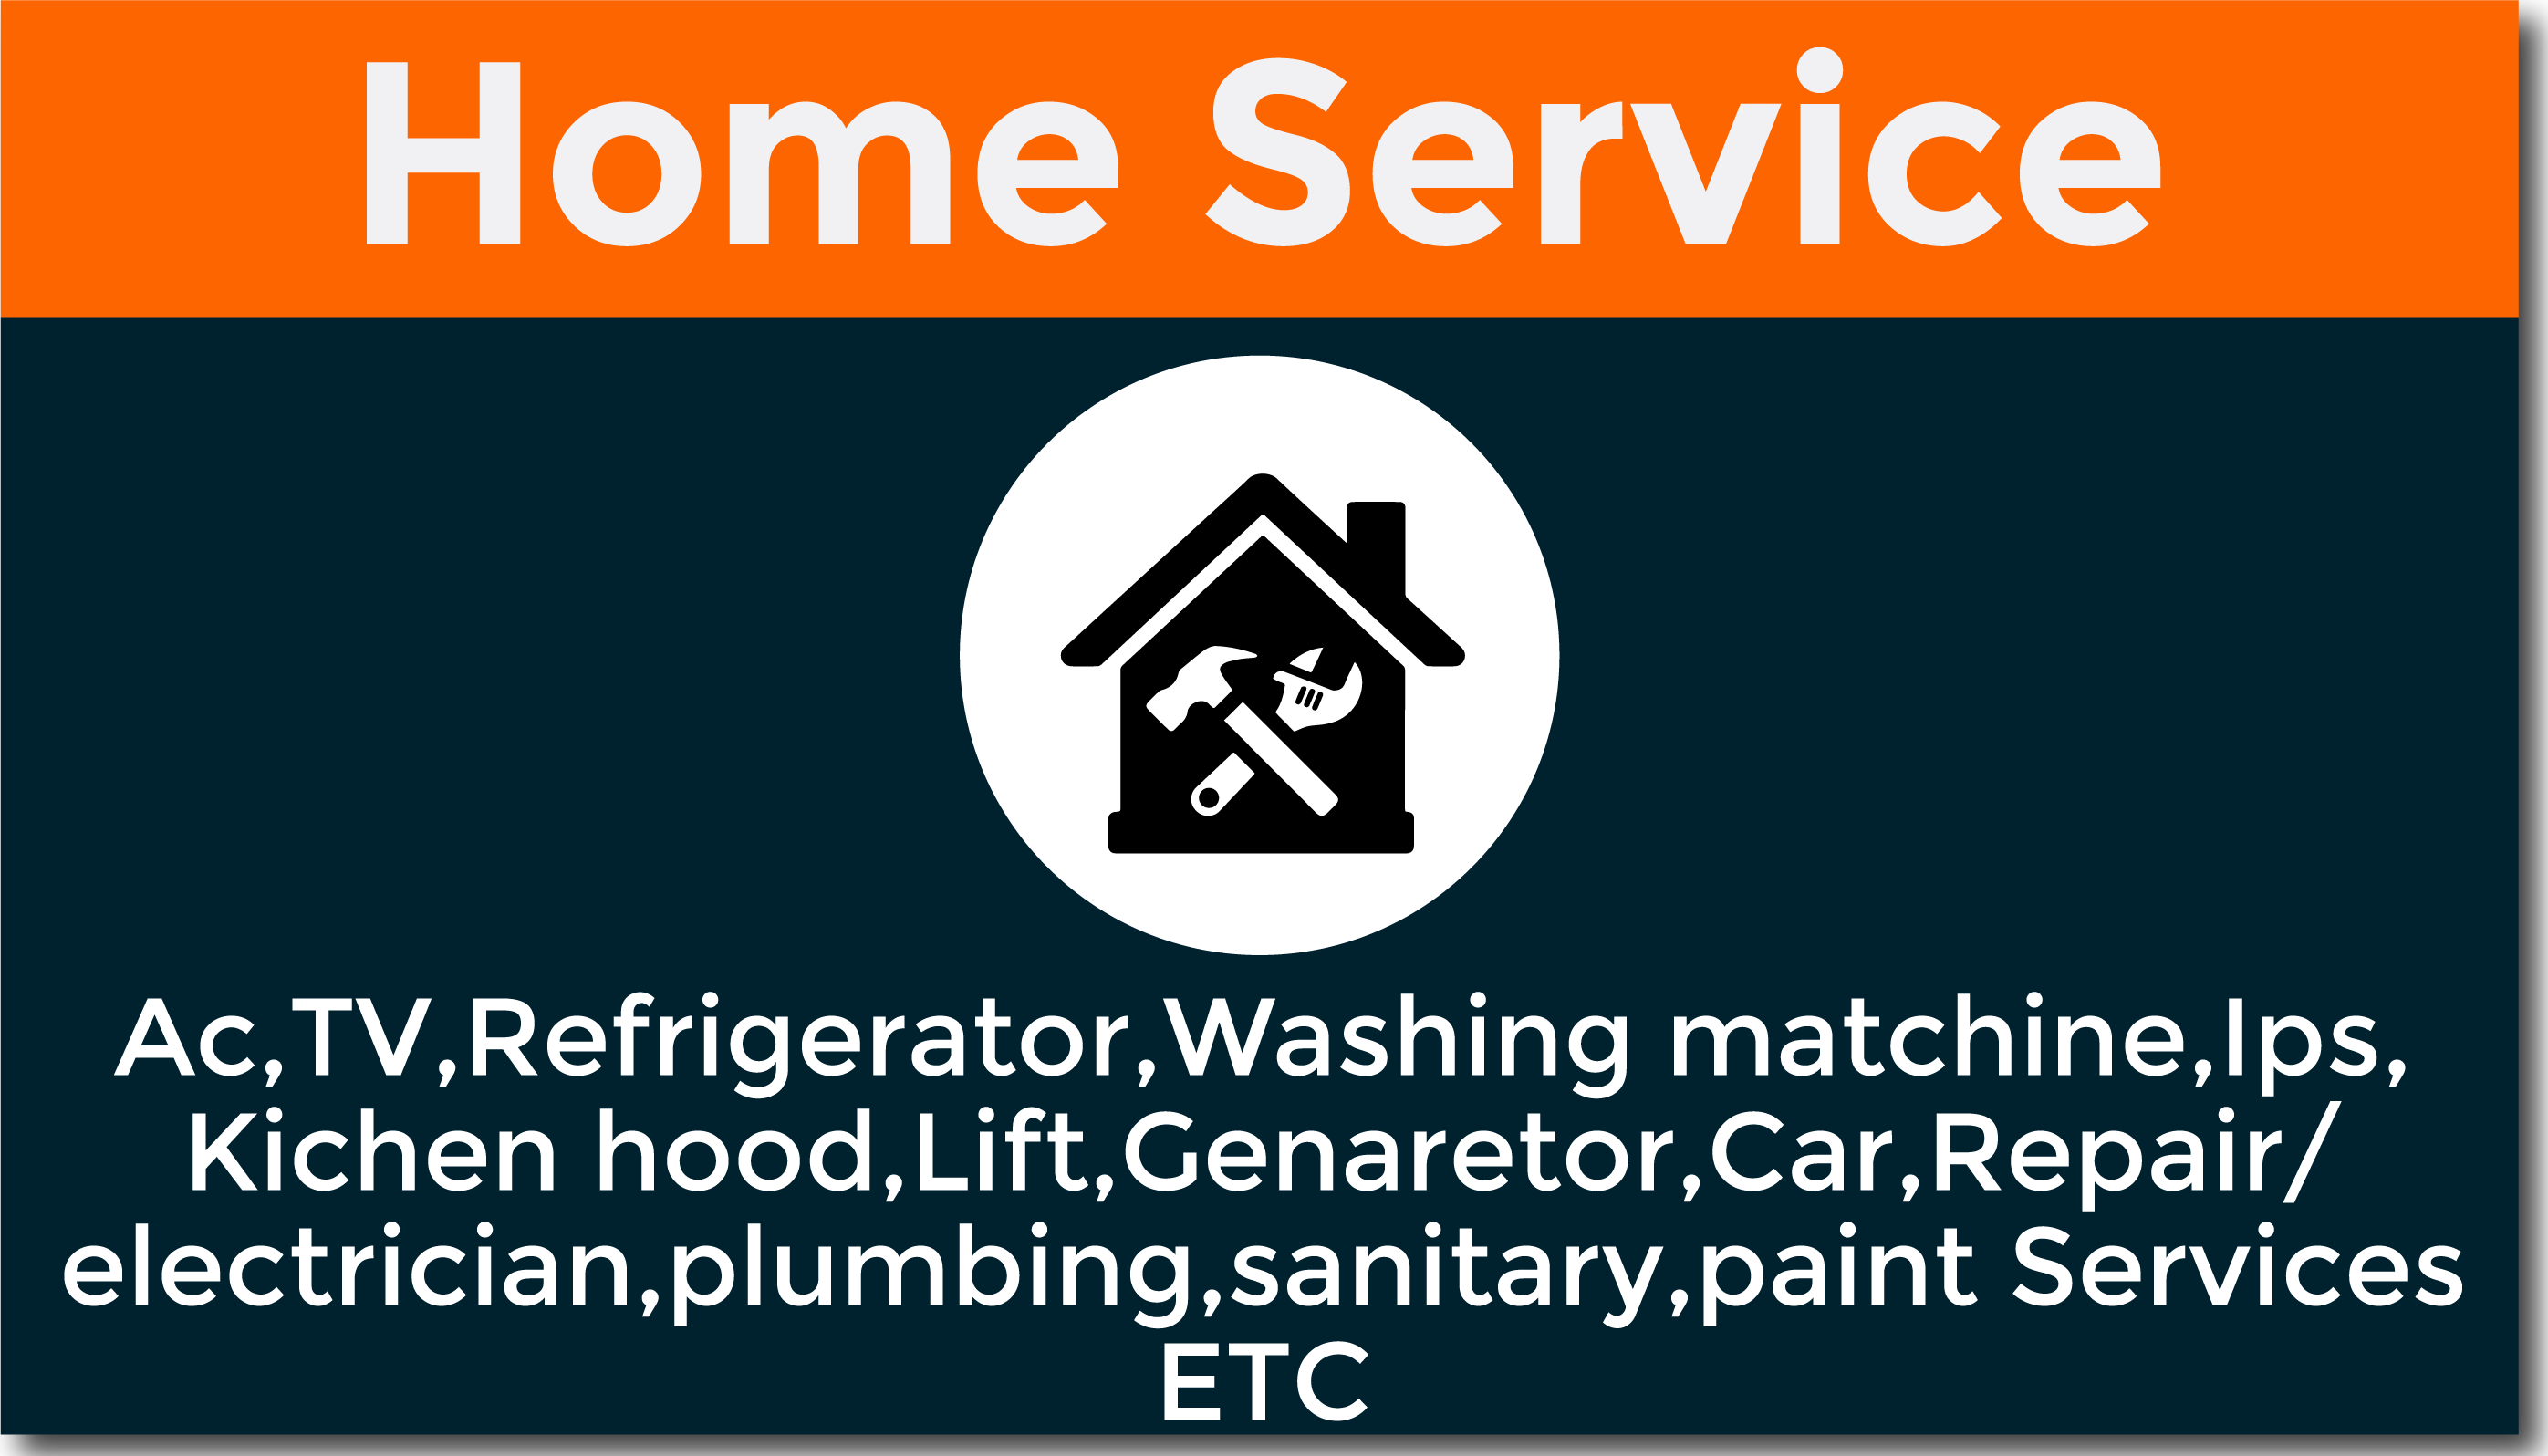 Home Service
Ac,TV,Refrigerator,Washing matchine,Ips,
Kichen hood,Lift,Genaretor,Car,Repair/
electrician,plumbing,sanitary,paint Services
ETC